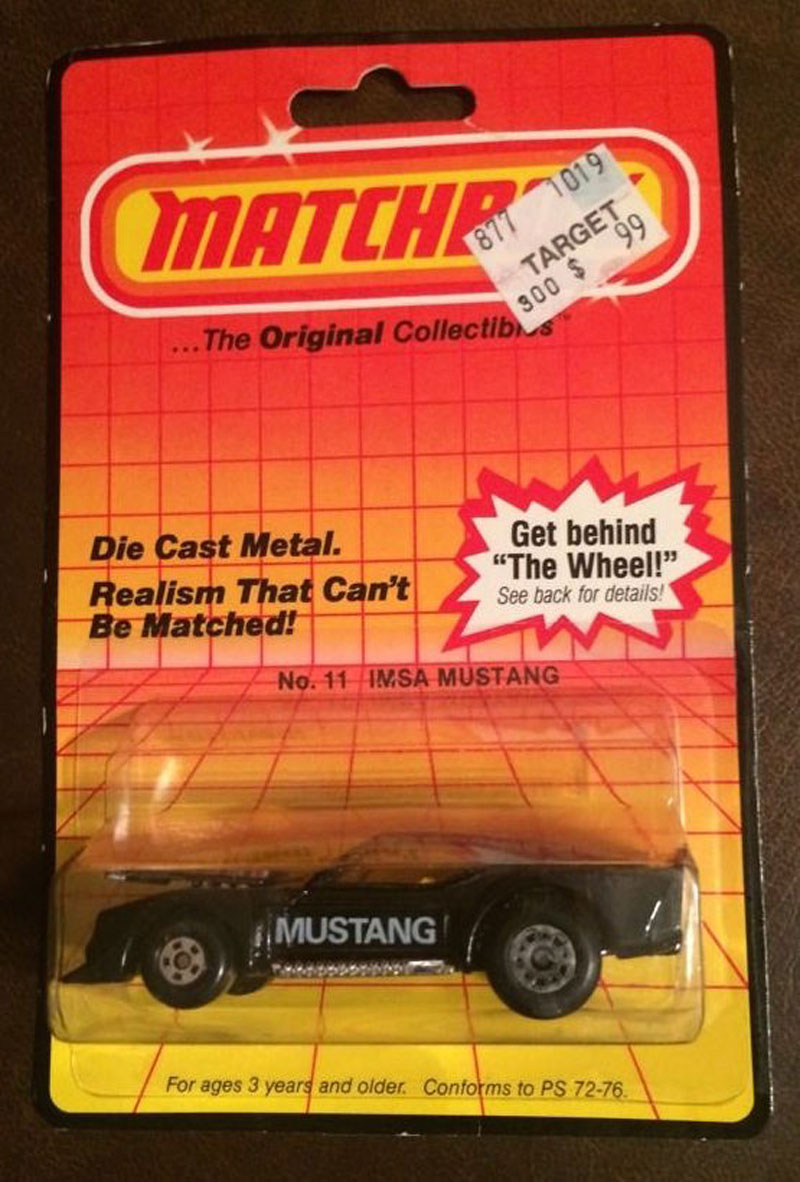 MATCHB
877 1019
TARGET
300 $ 99
...The Original Collectibles™
Die Cast Metal.
Realism That Can't
Be Matched!
Get behind
“The Wheel!”
See back for details!
No. 11 IMSA MUSTANG
MUSTANG
For ages 3 years and older. Conforms to PS 72-76.